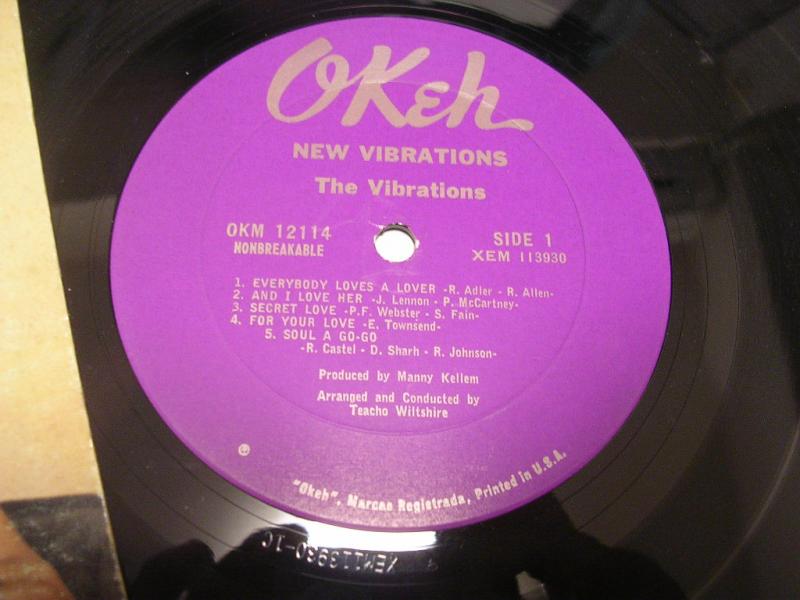 OKeh
NEW VIBRATIONS
The Vibrations
OKM 12114
NONBREAKABLE
SIDE 1
XEM 113930
1. EVERYBODY LOVES A LOVER -R. Adler - R. Allen-
2. AND I LOVE HER -J. Lennon - P. McCartney-
3. SECRET LOVE -P.F. Webster - S. Fain-
4. FOR YOUR LOVE -E. Townsend-
5. SOUL A GO-GO
-R. Castel - D. Sharh - R. Johnson-
Produced by Manny Kellem
Arranged and Conducted by
Teacho Wiltshire
"Okeh", Marcas Registrada, Printed in U.S.A.
XEM113930-1C